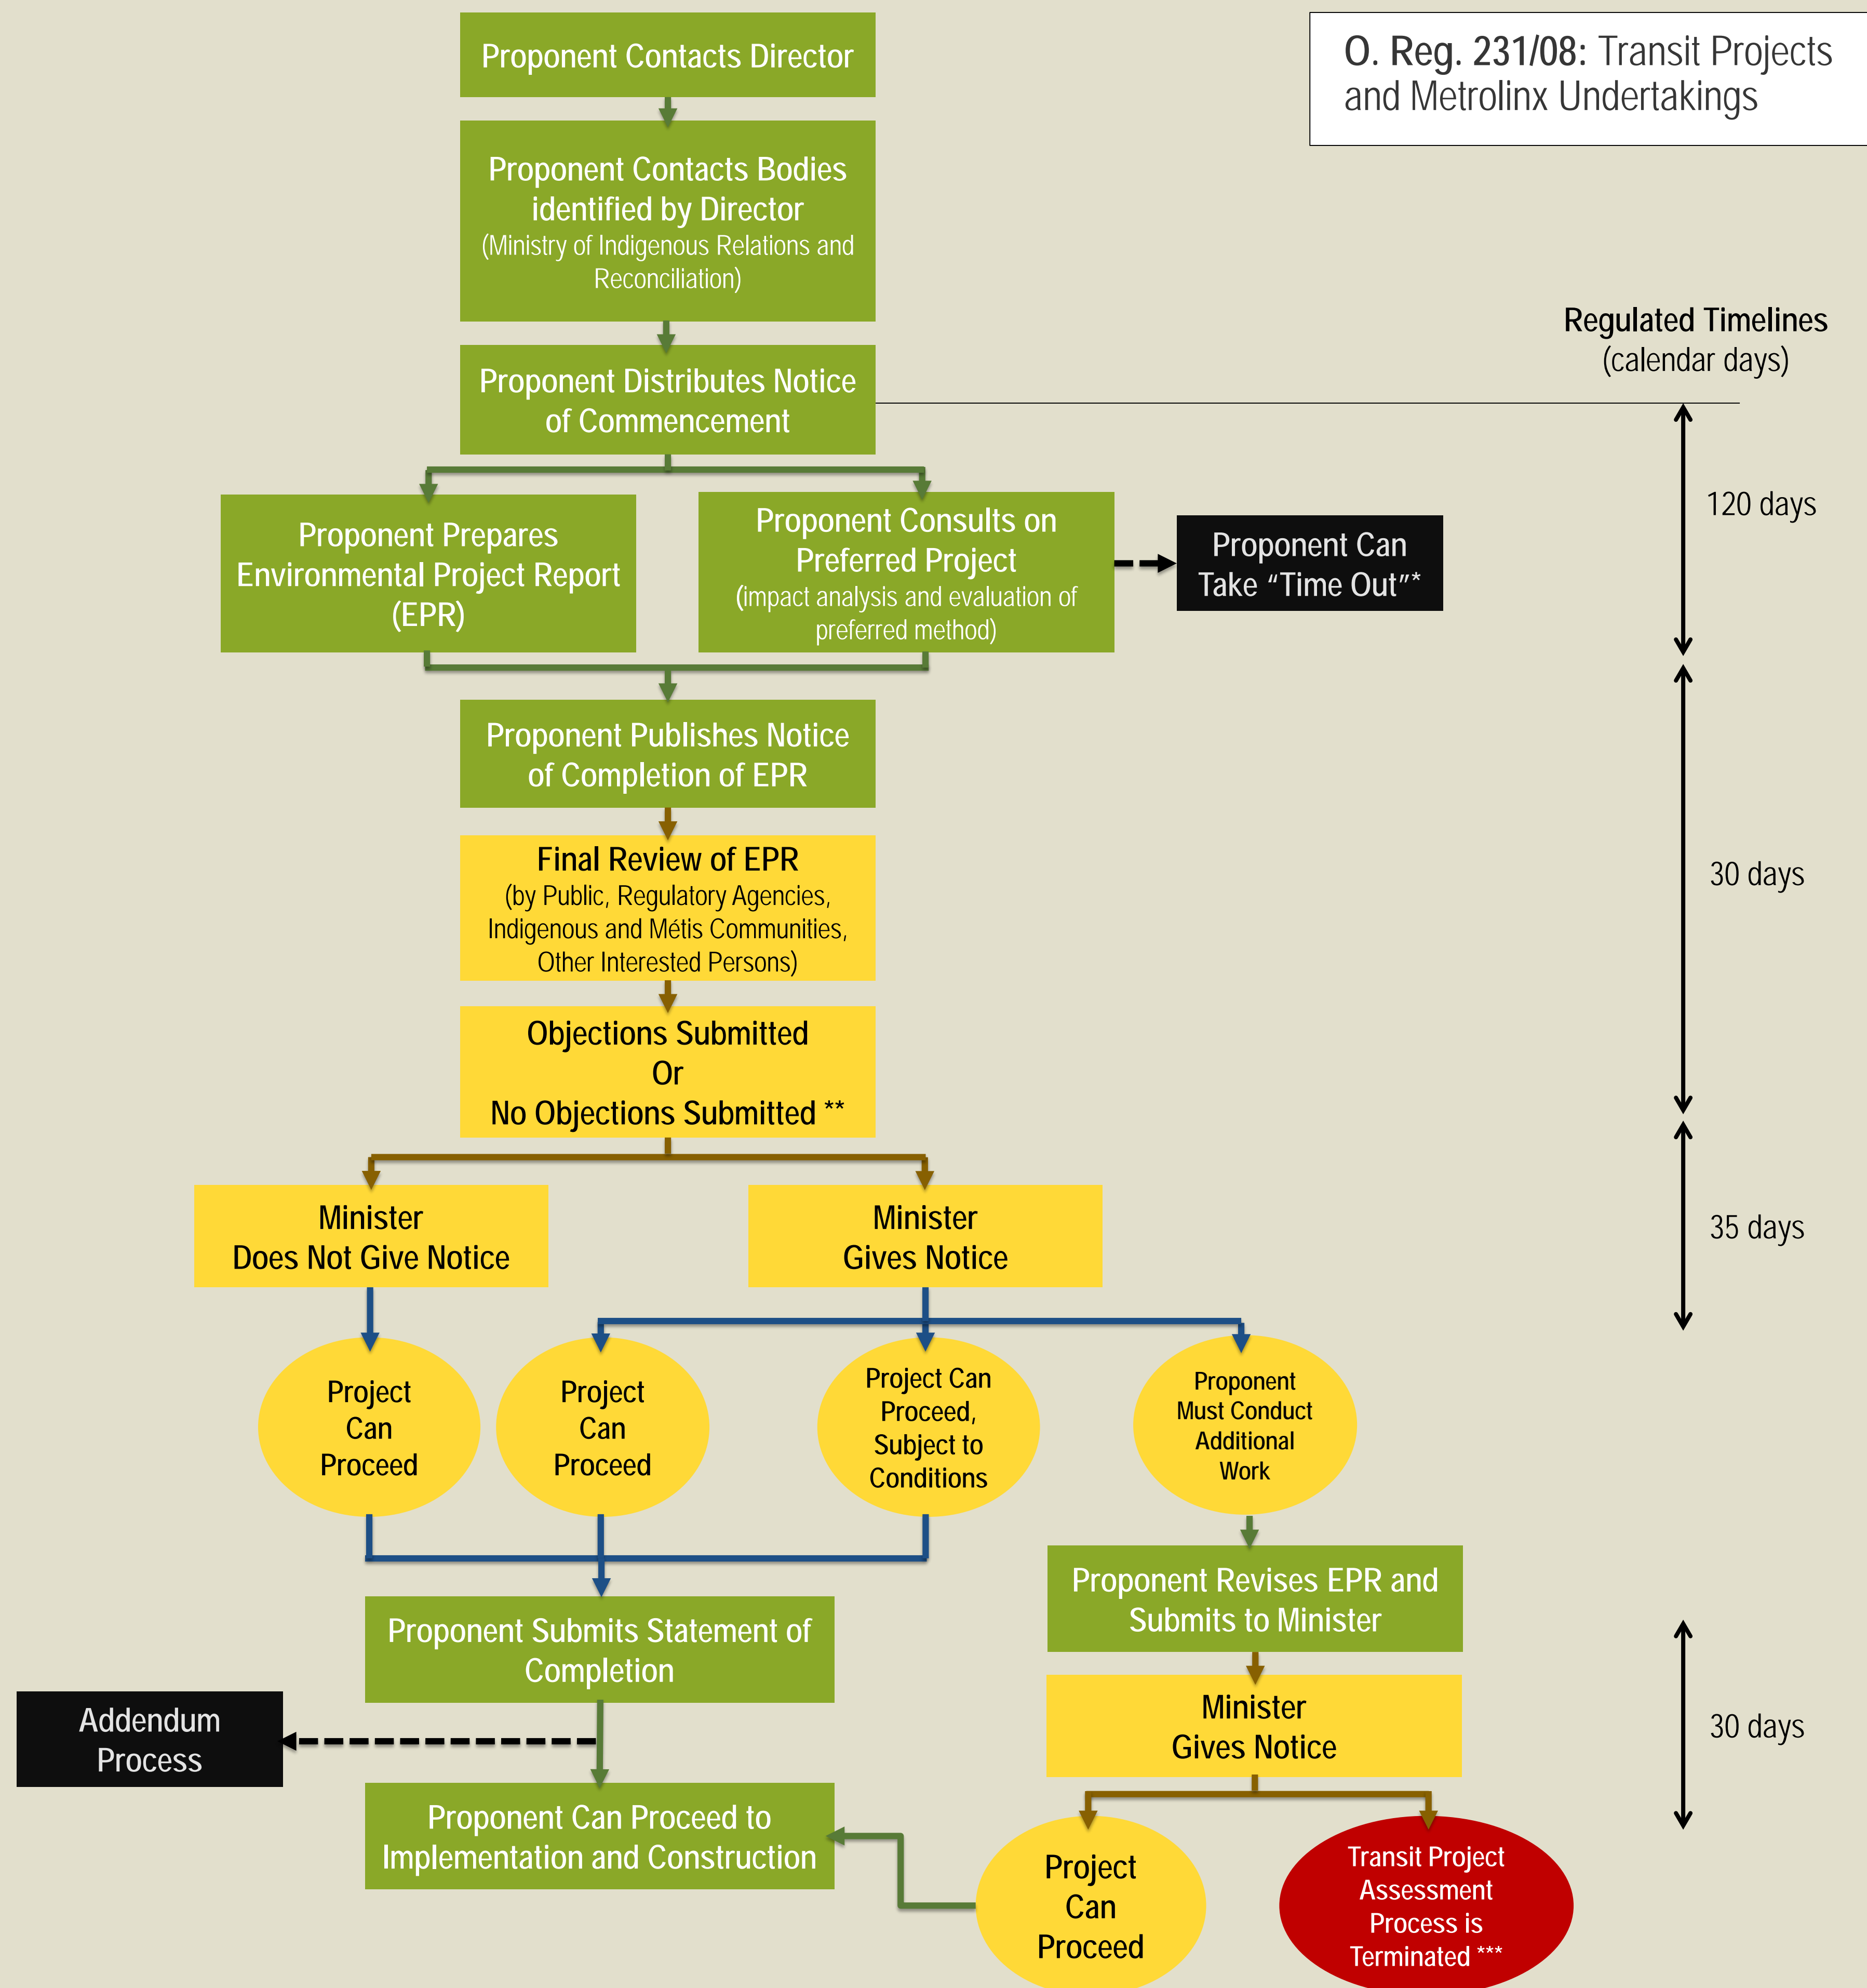 Proponent Contacts Director
O. Reg. 231/08: Transit Projects
and Metrolinx Undertakings
Proponent Contacts Bodies
identified by Director
(Ministry of Indigenous Relations and
Reconciliation)
Regulated Timelines
(calendar days)
Proponent Distributes Notice
of Commencement
120 days
Proponent Prepares
Environmental Project Report
(EPR)
Proponent Consults on
Preferred Project
(impact analysis and evaluation of
preferred method)
Proponent Can
Take “Time Out”*
Proponent Publishes Notice
of Completion of EPR
Final Review of EPR
(by Public, Regulatory Agencies,
Indigenous and Métis Communities,
Other Interested Persons)
30 days
Objections Submitted
Or
No Objections Submitted **
Minister
Does Not Give Notice
Minister
Gives Notice
35 days
Project
Can
Proceed
Project
Can
Proceed
Project Can
Proceed,
Subject to
Conditions
Proponent
Must Conduct
Additional
Work
Proponent Submits Statement of
Completion
Proponent Revises EPR and
Submits to Minister
Addendum
Process
Minister
Gives Notice
30 days
Proponent Can Proceed to
Implementation and Construction
Project
Can
Proceed
Transit Project
Assessment
Process is
Terminated ***